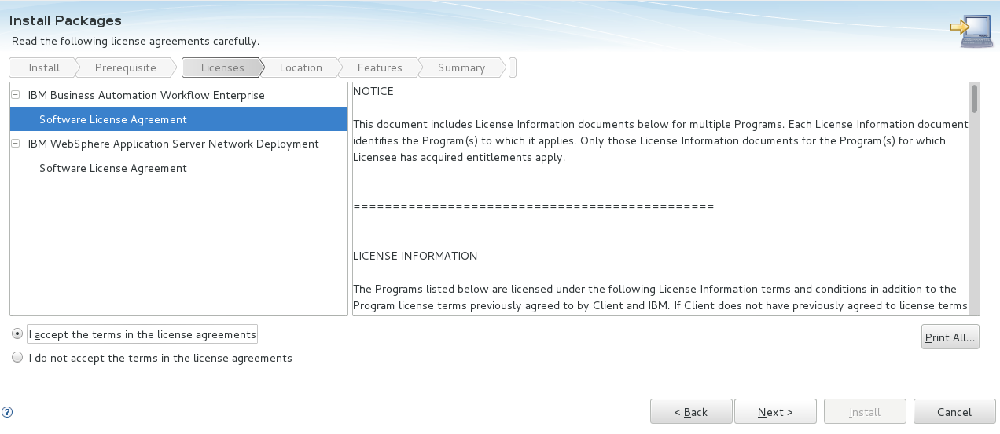 Install Packages
Read the following license agreements carefully.
Install
Prerequisite
Licenses
Location
Features
Summary
IBM Business Automation Workflow Enterprise
Software License Agreement
IBM WebSphere Application Server Network Deployment
Software License Agreement
NOTICE
This document includes License Information documents below for multiple Programs. Each License Information document
identifies the Program(s) to which it applies. Only those License Information documents for the Program(s) for which
Licensee has acquired entitlements apply.
==============================================
LICENSE INFORMATION
The Programs listed below are licensed under the following License Information terms and conditions in addition to the
Program license terms previously agreed to by Client and IBM. If Client does not have previously agreed to license terms
I accept the terms in the license agreements
Print All...
I do not accept the terms in the license agreements
?
< Back
Next >
Install
Cancel